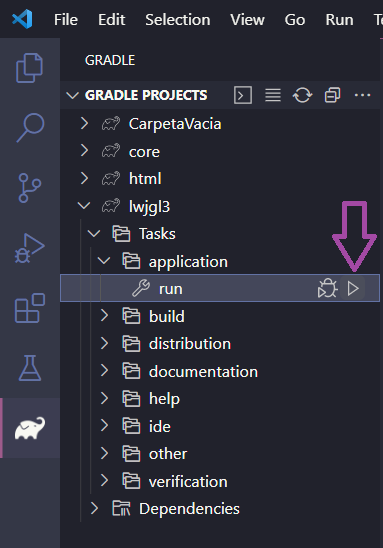 File Edit Selection View Go Run
GRADLE
GRADLE PROJECTS
CarpetaVacia
core
html
lwjgl3
Tasks
application
run
build
distribution
documentation
help
ide
other
verification
Dependencies